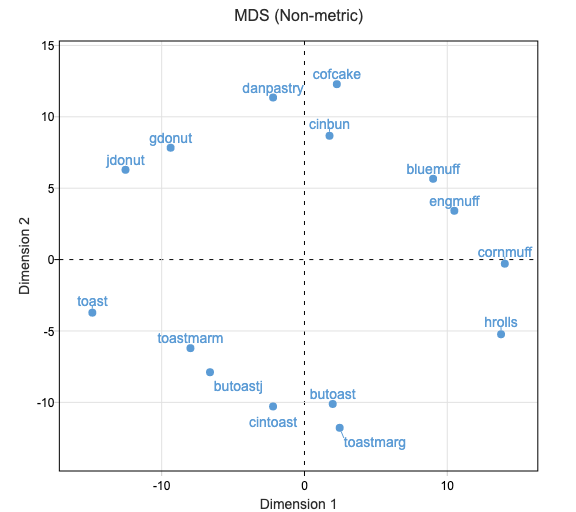 MDS (Non-metric)
15
cofcake
danpastry
10
cinbun
gdonut
jdonut
bluemuff
5
engmuff
cornmuff
0
toast
hrolls
-5
toastmarm
butoastj
butoast
-10
cintoast
toastmarg
-10
0
10
Dimension 1
Dimension 2